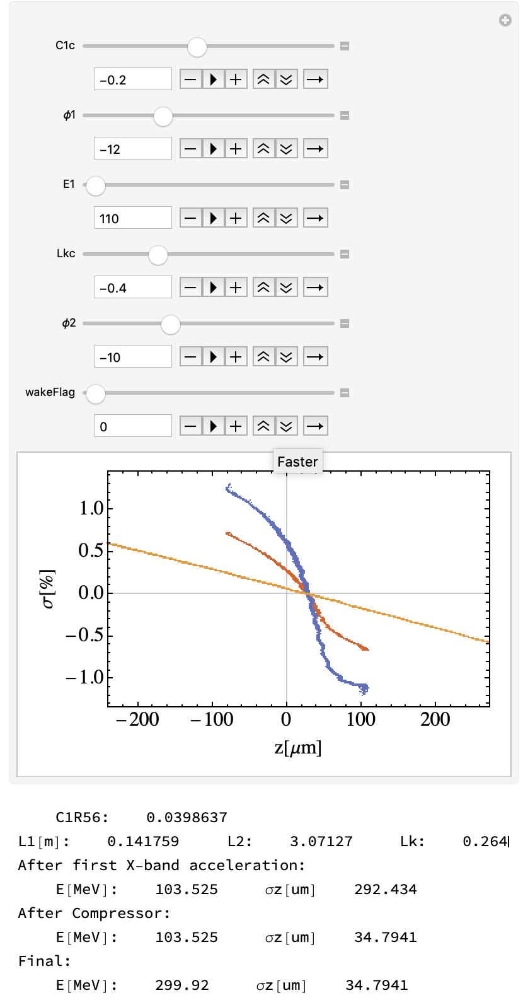 C1c
−0.2
ϕ1
−12
E1
110
Lkc
−0.4
ϕ2
−10
wakeFlag
0
Faster
1.0
0.5
0.0
−0.5
−1.0
σ[%]
−200 −100 0 100 200
z[μm]
C1R56: 0.0398637
L1[m]: 0.141759 L2: 3.07127 Lk: 0.264
After first X-band acceleration:
E[MeV]: 103.525 σz[um] 292.434
After Compressor:
E[MeV]: 103.525 σz[um] 34.7941
Final:
E[MeV]: 299.92 σz[um] 34.7941